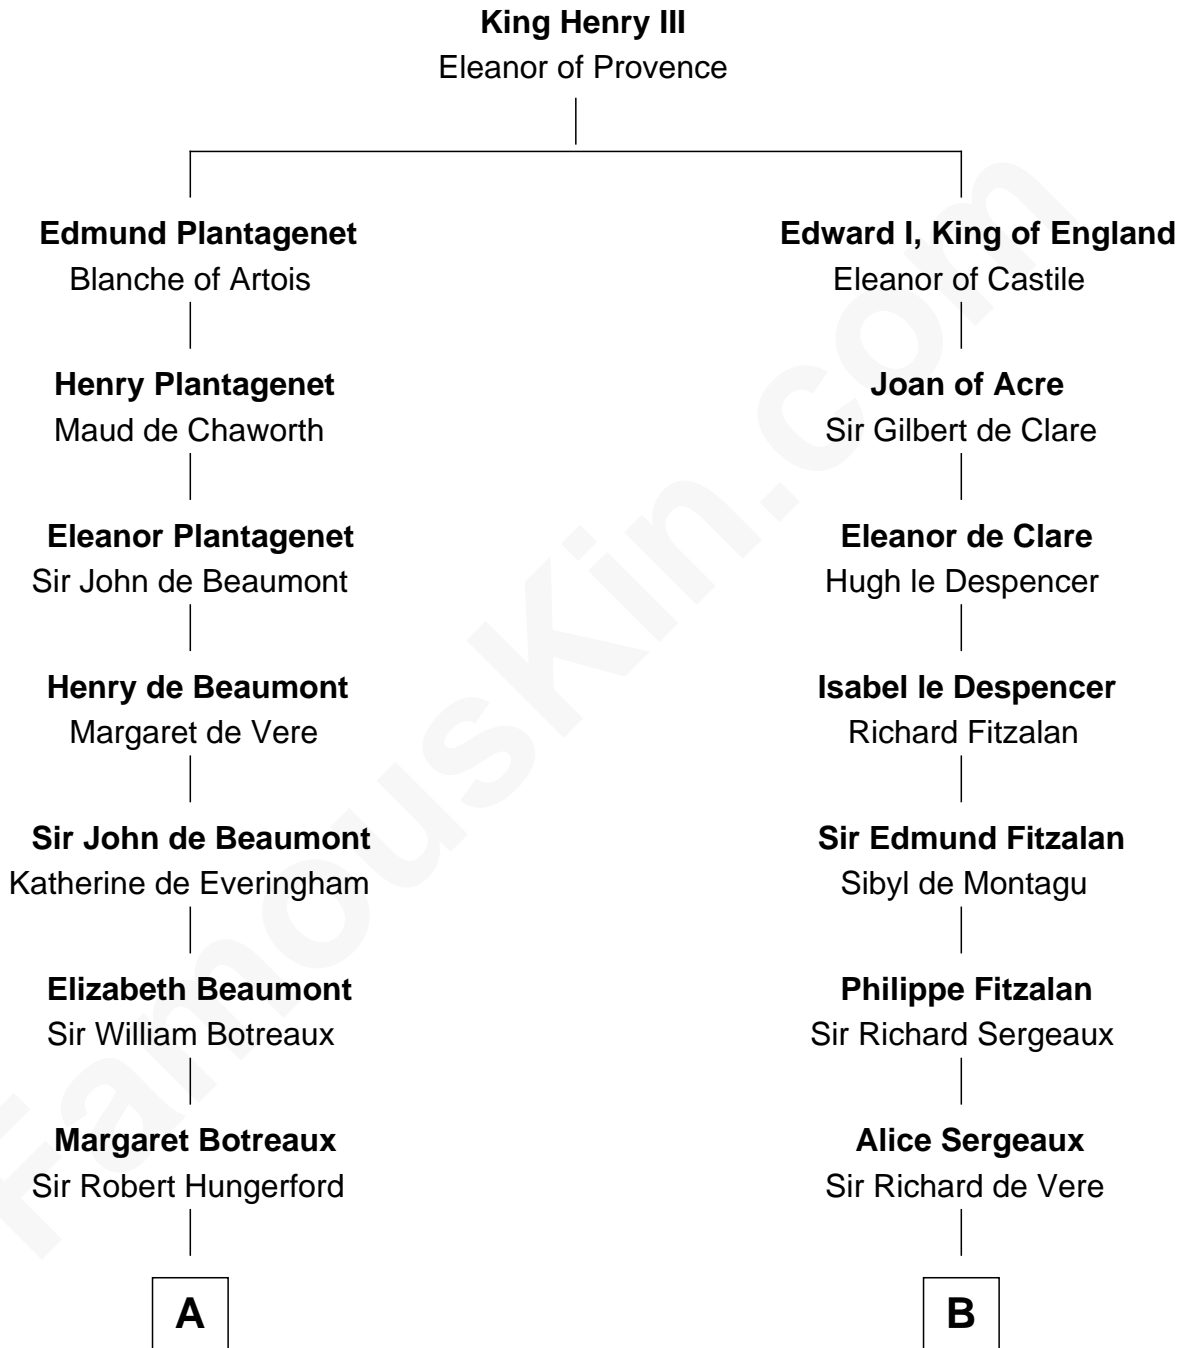 King Henry III
Eleanor of Provence
Edmund Plantagenet
Blanche of Artois
Henry Plantagenet
Maud de Chaworth
Eleanor Plantagenet
Sir John de Beaumont
Henry de Beaumont
Margaret de Vere
Sir John de Beaumont
Katherine de Everingham
Elizabeth Beaumont
Sir William Botreaux
Margaret Botreaux
Sir Robert Hungerford
A
Edward I, King of England
Eleanor of Castile
Joan of Acre
Sir Gilbert de Clare
Eleanor de Clare
Hugh le Despencer
Isabel le Despencer
Richard Fitzalan
Sir Edmund Fitzalan
Sibyl de Montagu
Philippe Fitzalan
Sir Richard Sergeaux
Alice Sergeaux
Sir Richard de Vere
B
FamousKin.com